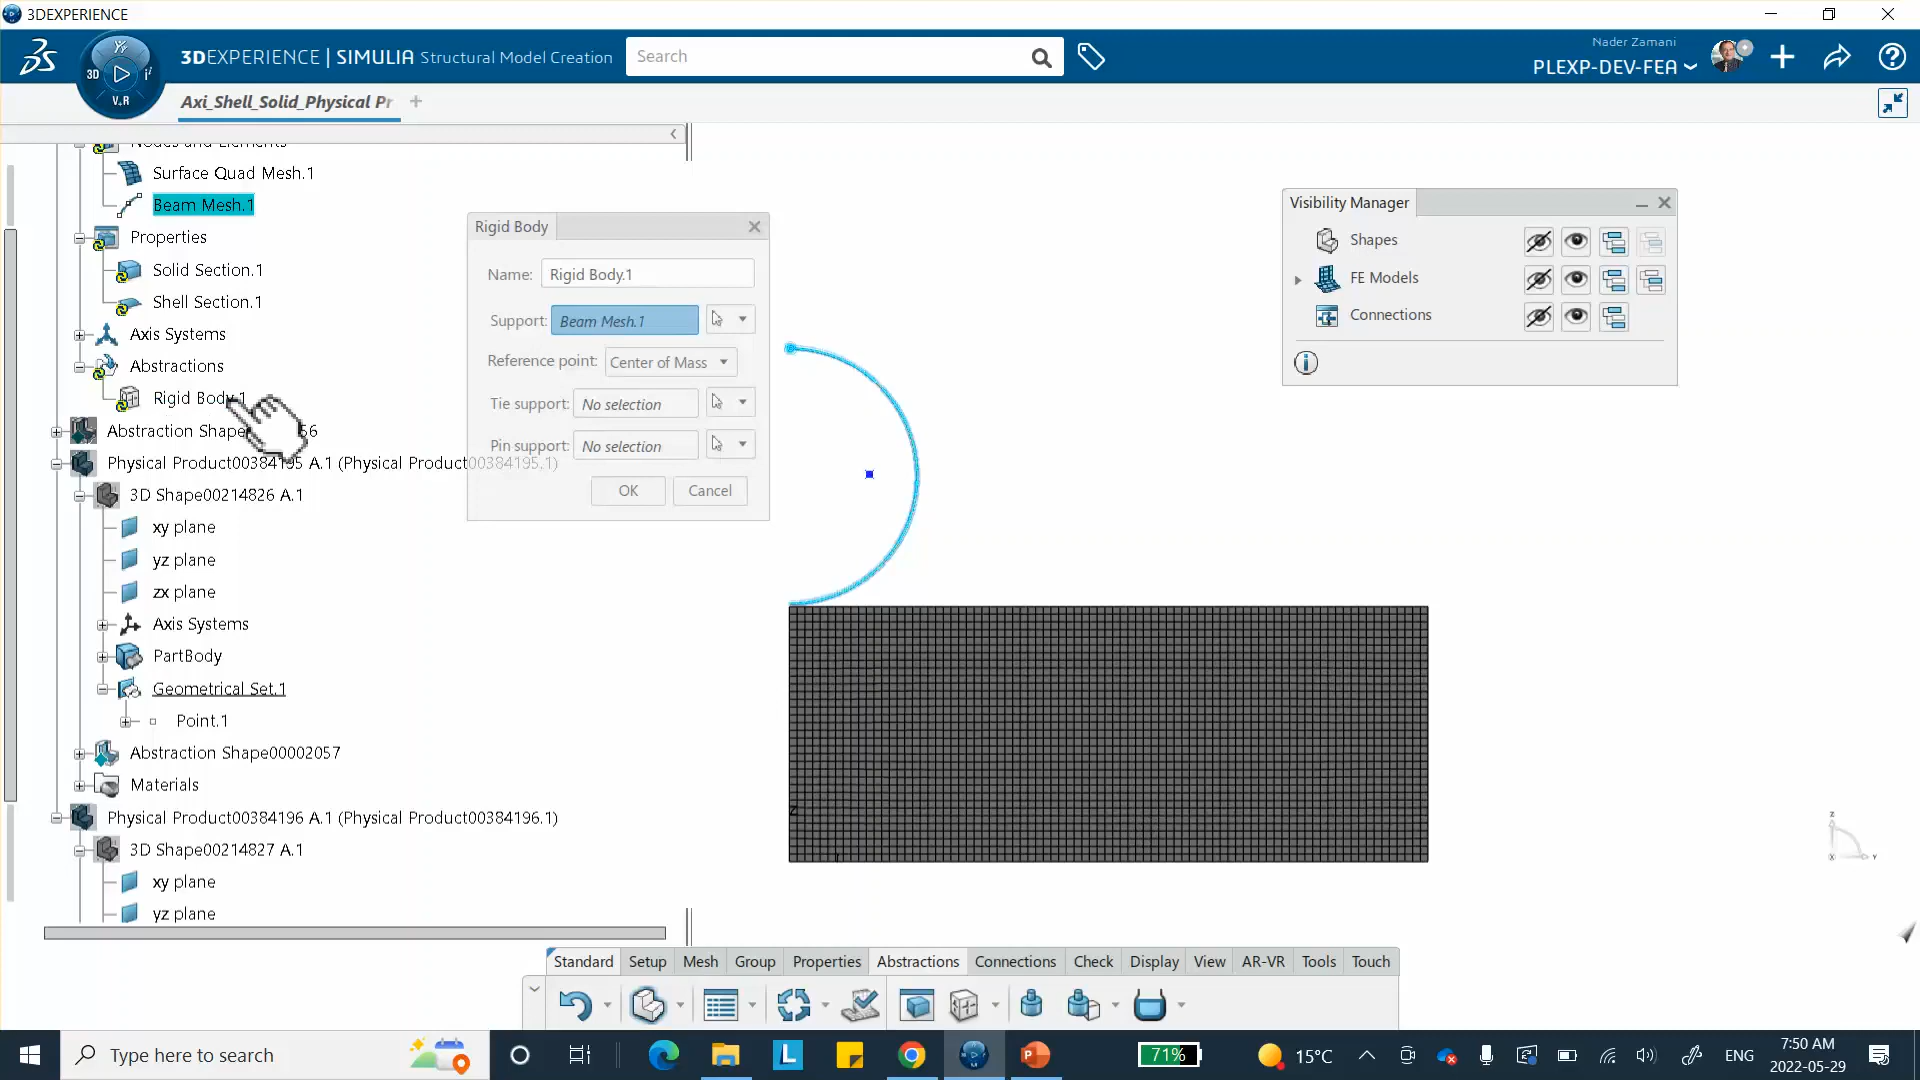 3DEXPERIENCE
3DEXPERIENCE | SIMULIA Structural Model Creation
Search
Nader Zamani
PLEXP-DEV-FEA
3D
V.R
Axi_Shell_Solid_Physical Pr
Nodes and Elements
Surface Quad Mesh.1
Beam Mesh.1
Properties
Solid Section.1
Shell Section.1
Axis Systems
Abstractions
Rigid Body.1
Abstraction Shape 56
Physical Product00384195 A.1 (Physical Product00384195.1)
3D Shape00214826 A.1
xy plane
yz plane
zx plane
Axis Systems
PartBody
Geometrical Set.1
Point.1
Abstraction Shape00002057
Materials
Physical Product00384196 A.1 (Physical Product00384196.1)
3D Shape00214827 A.1
xy plane
yz plane
Rigid Body
Name: Rigid Body.1
Support: Beam Mesh.1
Reference point: Center of Mass
Tie support: No selection
Pin support: No selection
OK Cancel
Visibility Manager
Shapes
FE Models
Connections
Z
Z
X
Y
Standard Setup Mesh Group Properties Abstractions Connections Check Display View AR-VR Tools Touch
Type here to search
71%
15°C
ENG
7:50 AM
2022-05-29